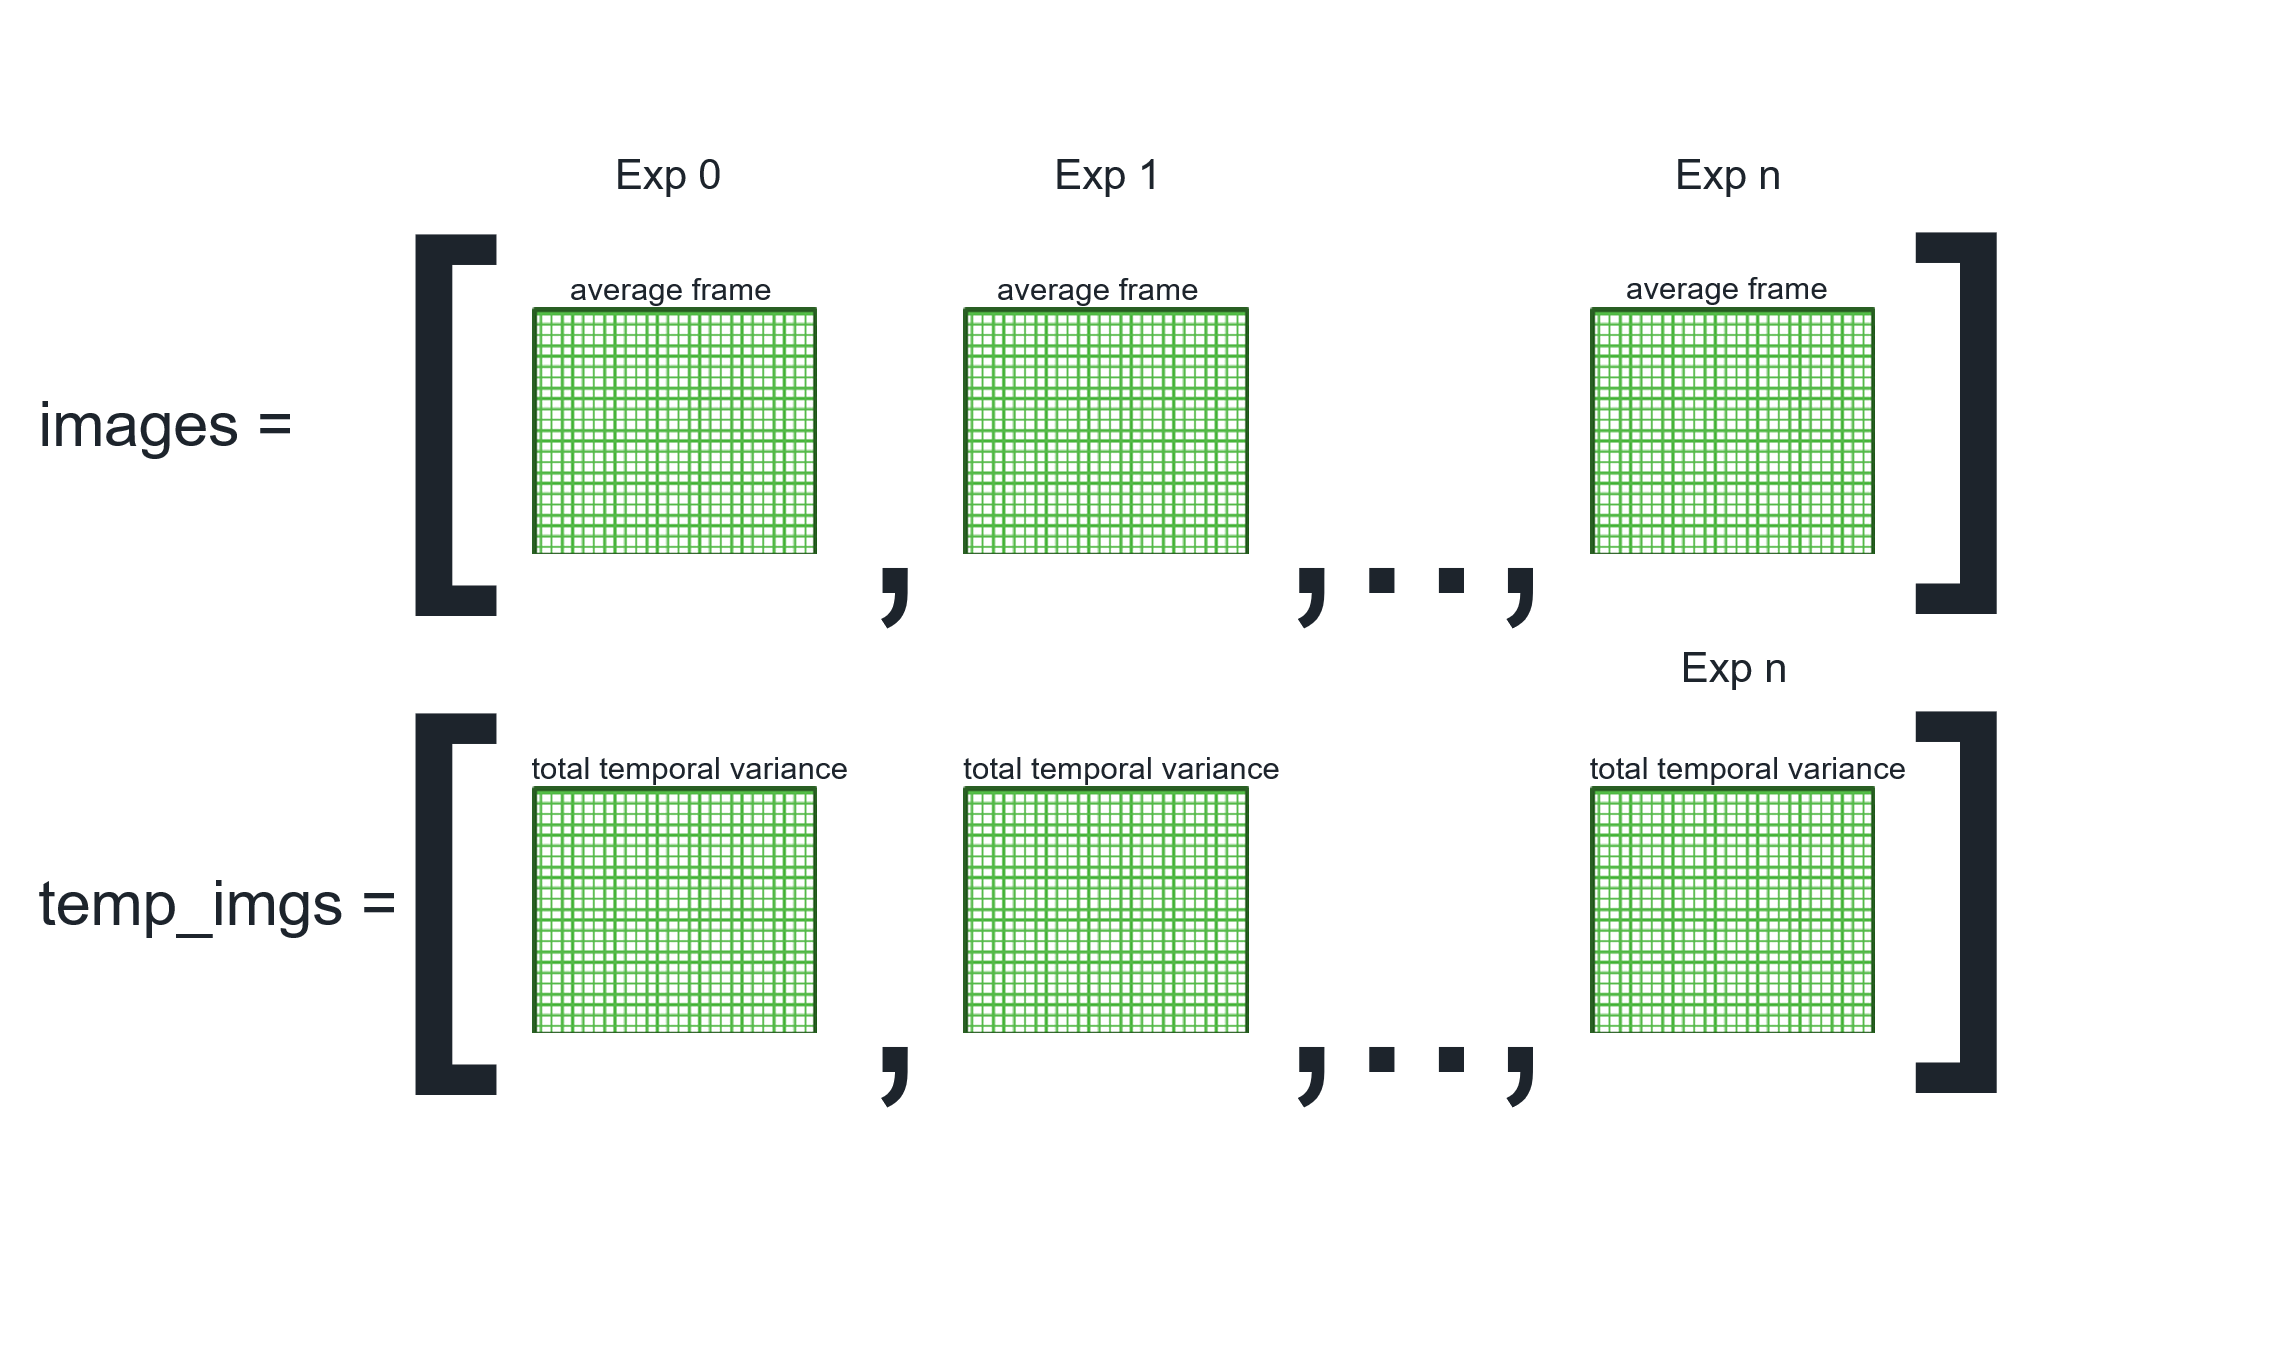 Exp 0 Exp 1 Exp n
[ average frame average frame average frame ]
images =
, , . . ,
Exp n
[ total temporal variance total temporal variance total temporal variance ]
temp_imgs =
, , . . ,